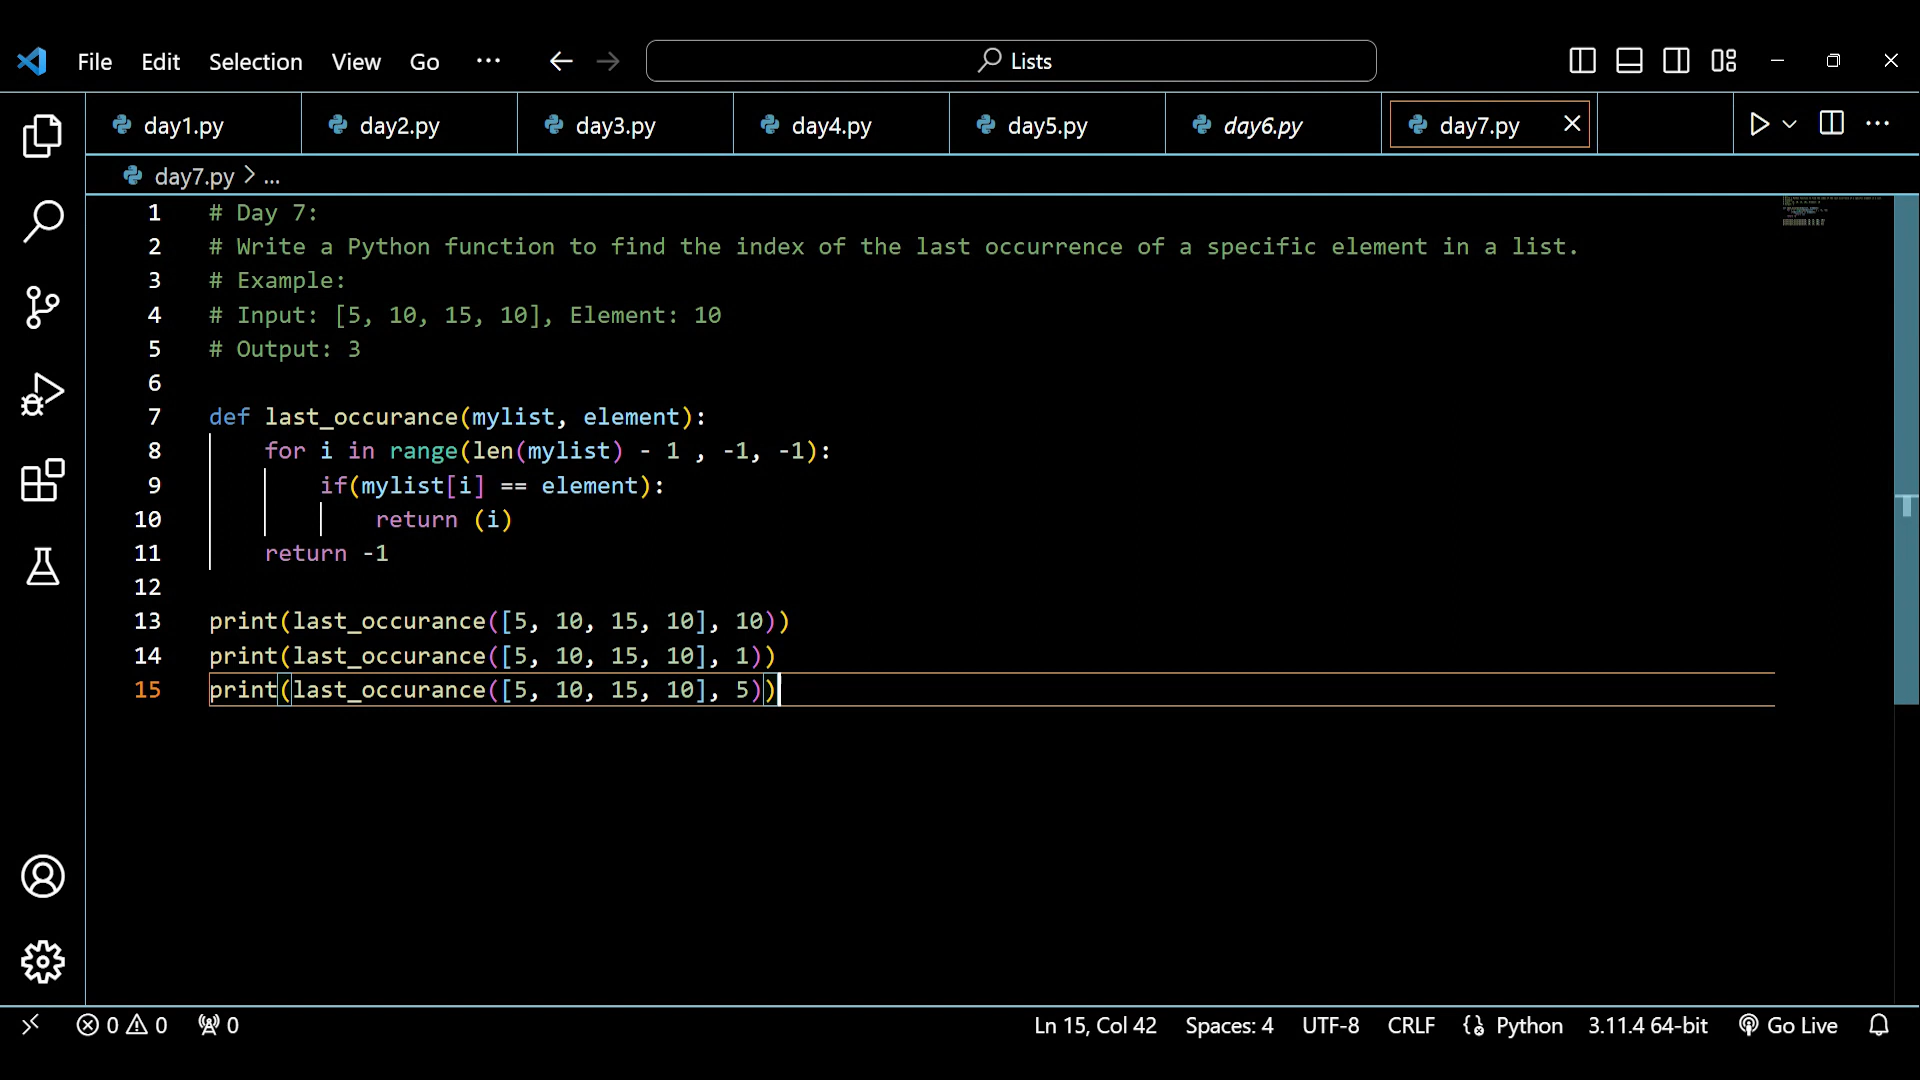 File Edit Selection View Go ··· Lists
day1.py day2.py day3.py day4.py day5.py day6.py day7.py
day7.py > ...
1 # Day 7:
2 # Write a Python function to find the index of the last occurrence of a specific element in a list.
3 # Example:
4 # Input: [5, 10, 15, 10], Element: 10
5 # Output: 3
6
7 def last_occurance(mylist, element):
8     for i in range(len(mylist) - 1 , -1, -1):
9         if(mylist[i] == element):
10             return (i)
11     return -1
12
13 print(last_occurance([5, 10, 15, 10], 10))
14 print(last_occurance([5, 10, 15, 10], 1))
15 print(last_occurance([5, 10, 15, 10], 5))
0 0 0 Ln 15, Col 42 Spaces: 4 UTF-8 CRLF Python 3.11.4 64-bit Go Live